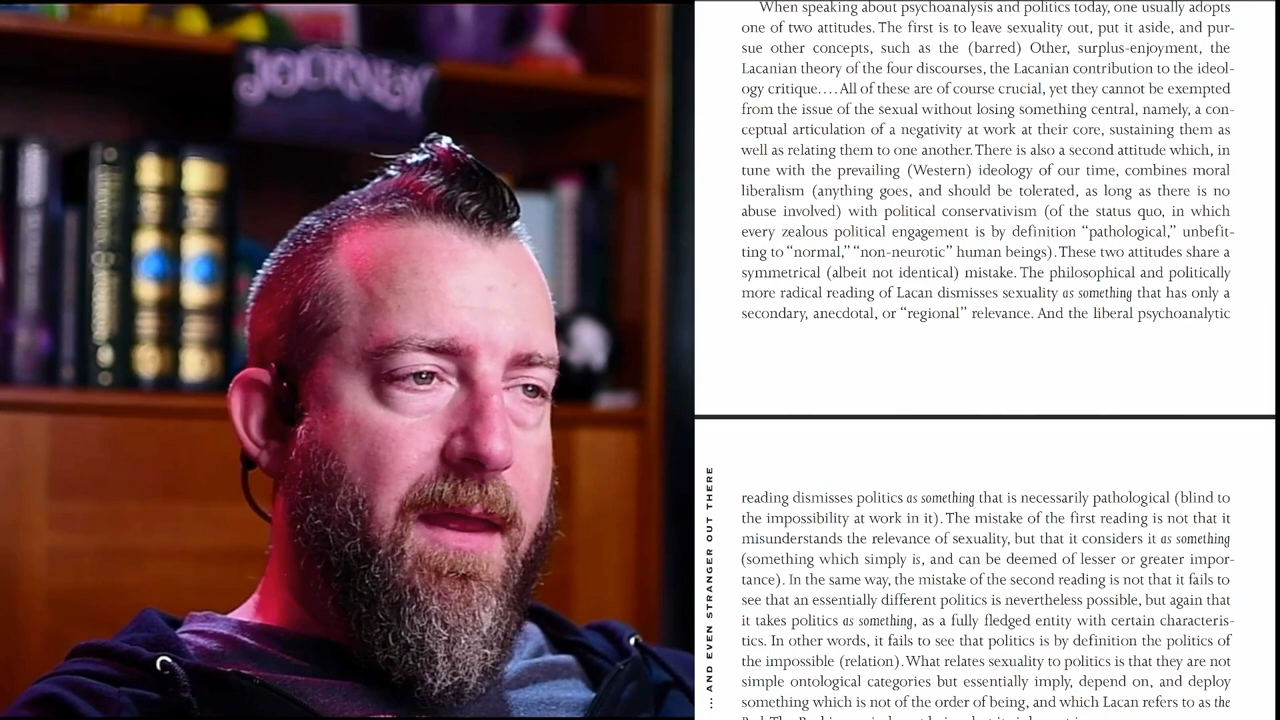 JOURNEY
When speaking about psychoanalysis and politics today, one usually adopts
one of two attitudes. The first is to leave sexuality out, put it aside, and pur-
sue other concepts, such as the (barred) Other, surplus-enjoyment, the
Lacanian theory of the four discourses, the Lacanian contribution to the ideol-
ogy critique.... All of these are of course crucial, yet they cannot be exempted
from the issue of the sexual without losing something central, namely, a con-
ceptual articulation of a negativity at work at their core, sustaining them as
well as relating them to one another. There is also a second attitude which, in
tune with the prevailing (Western) ideology of our time, combines moral
liberalism (anything goes, and should be tolerated, as long as there is no
abuse involved) with political conservativism (of the status quo, in which
every zealous political engagement is by definition “pathological,” unbefit-
ting to “normal,” “non-neurotic” human beings). These two attitudes share a
symmetrical (albeit not identical) mistake. The philosophical and politically
more radical reading of Lacan dismisses sexuality as something that has only a
secondary, anecdotal, or “regional” relevance. And the liberal psychoanalytic
... AND EVEN STRANGER OUT THERE
reading dismisses politics as something that is necessarily pathological (blind to
the impossibility at work in it). The mistake of the first reading is not that it
misunderstands the relevance of sexuality, but that it considers it as something
(something which simply is, and can be deemed of lesser or greater impor-
tance). In the same way, the mistake of the second reading is not that it fails to
see that an essentially different politics is nevertheless possible, but again that
it takes politics as something, as a fully fledged entity with certain characteris-
tics. In other words, it fails to see that politics is by definition the politics of
the impossible (relation). What relates sexuality to politics is that they are not
simple ontological categories but essentially imply, depend on, and deploy
something which is not of the order of being, and which Lacan refers to as the